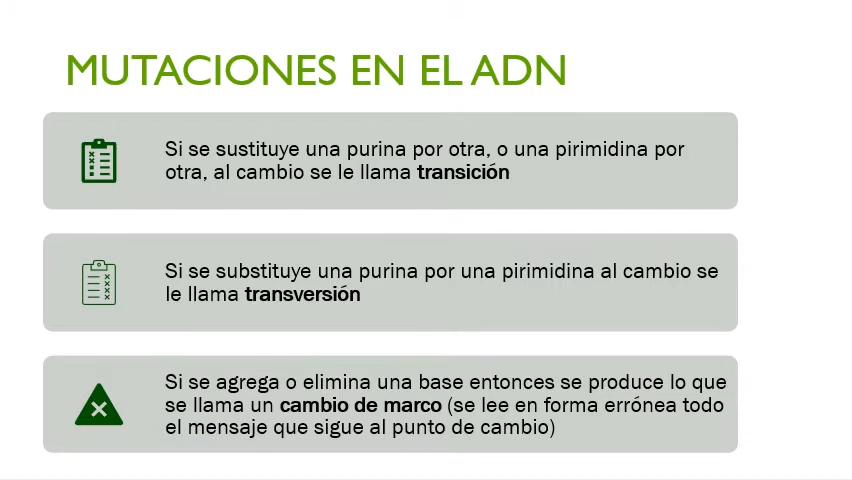 MUTACIONES EN EL ADN
Si se sustituye una purina por otra, o una pirimidina por
otra, al cambio se le llama transición
Si se substituye una purina por una pirimidina al cambio se
le llama transversión
Si se agrega o elimina una base entonces se produce lo que
se llama un cambio de marco (se lee en forma errónea todo
el mensaje que sigue al punto de cambio)